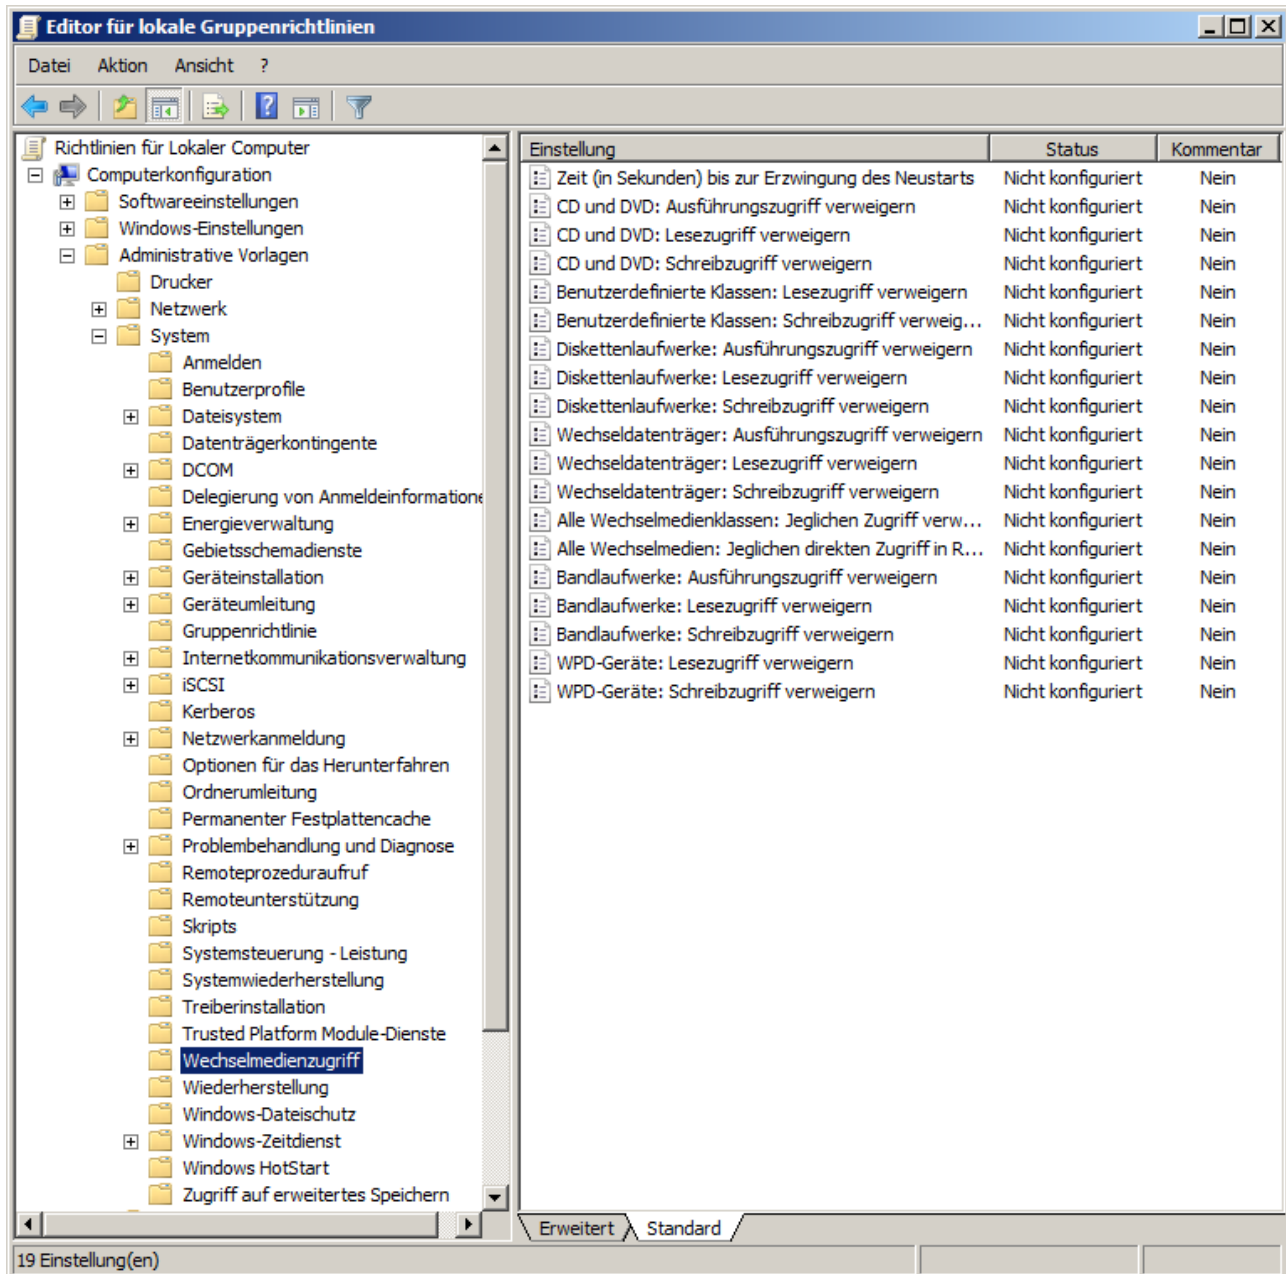 Editor für lokale Gruppenrichtlinien
Datei Aktion Ansicht ?
Richtlinien für Lokaler Computer
Computerkonfiguration
Softwareeinstellungen
Windows-Einstellungen
Administrative Vorlagen
Drucker
Netzwerk
System
Anmelden
Benutzerprofile
Dateisystem
Datenträgerkontingente
DCOM
Delegierung von Anmeldeinformatione
Energieverwaltung
Gebietsschemadienste
Geräteinstallation
Geräteumleitung
Gruppenrichtlinie
Internetkommunikationsverwaltung
iSCSI
Kerberos
Netzwerkanmeldung
Optionen für das Herunterfahren
Ordnerumleitung
Permanenter Festplattencache
Problembehandlung und Diagnose
Remoteprozeduraufruf
Remoteunterstützung
Skripts
Systemsteuerung - Leistung
Systemwiederherstellung
Treiberinstallation
Trusted Platform Module-Dienste
Wechselmedienzugriff
Wiederherstellung
Windows-Dateischutz
Windows-Zeitdienst
Windows HotStart
Zugriff auf erweitertes Speichern
Einstellung Status Kommentar
Zeit (in Sekunden) bis zur Erzwingung des Neustarts Nicht konfiguriert Nein
CD und DVD: Ausführungszugriff verweigern Nicht konfiguriert Nein
CD und DVD: Lesezugriff verweigern Nicht konfiguriert Nein
CD und DVD: Schreibzugriff verweigern Nicht konfiguriert Nein
Benutzerdefinierte Klassen: Lesezugriff verweigern Nicht konfiguriert Nein
Benutzerdefinierte Klassen: Schreibzugriff verweig... Nicht konfiguriert Nein
Diskettenlaufwerke: Ausführungszugriff verweigern Nicht konfiguriert Nein
Diskettenlaufwerke: Lesezugriff verweigern Nicht konfiguriert Nein
Diskettenlaufwerke: Schreibzugriff verweigern Nicht konfiguriert Nein
Wechseldatenträger: Ausführungszugriff verweigern Nicht konfiguriert Nein
Wechseldatenträger: Lesezugriff verweigern Nicht konfiguriert Nein
Wechseldatenträger: Schreibzugriff verweigern Nicht konfiguriert Nein
Alle Wechselmedienklassen: Jeglichen Zugriff verw... Nicht konfiguriert Nein
Alle Wechselmedien: Jeglichen direkten Zugriff in R... Nicht konfiguriert Nein
Bandlaufwerke: Ausführungszugriff verweigern Nicht konfiguriert Nein
Bandlaufwerke: Lesezugriff verweigern Nicht konfiguriert Nein
Bandlaufwerke: Schreibzugriff verweigern Nicht konfiguriert Nein
WPD-Geräte: Lesezugriff verweigern Nicht konfiguriert Nein
WPD-Geräte: Schreibzugriff verweigern Nicht konfiguriert Nein
Erweitert Standard
19 Einstellung(en)